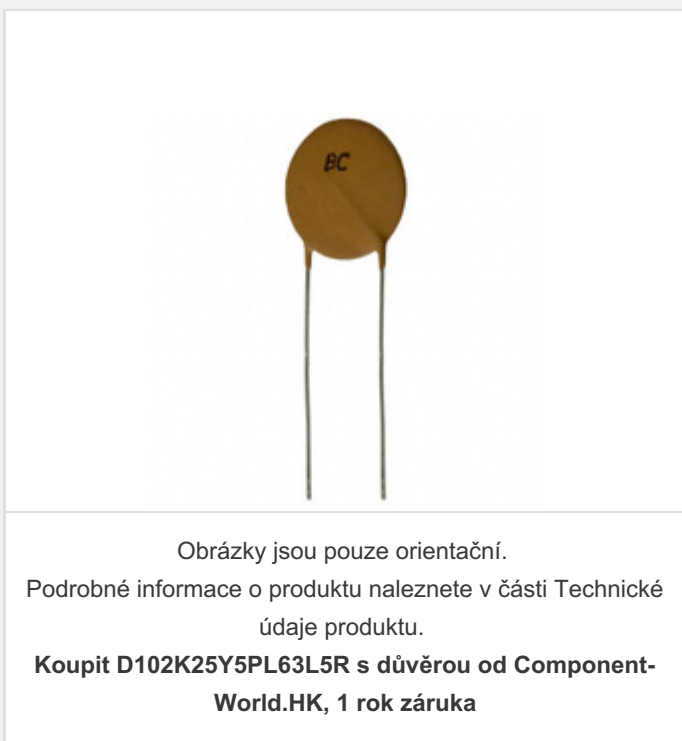 BC
Obrázky jsou pouze orientační.
Podrobné informace o produktu naleznete v části Technické
údaje produktu.
Koupit D102K25Y5PL63L5R s důvěrou od Component-
World.HK, 1 rok záruka